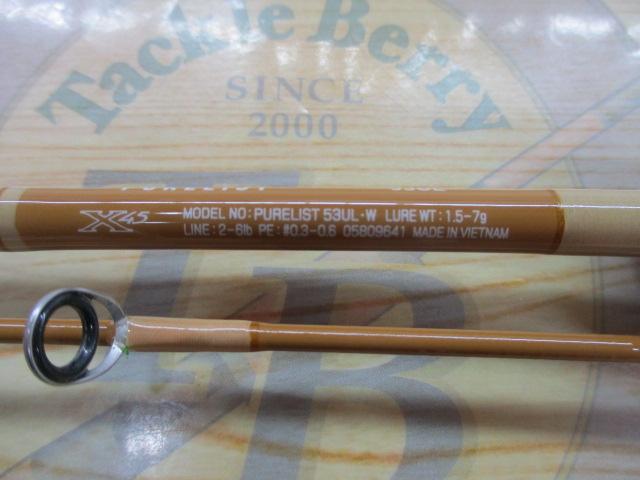 Tackle Berry
SINCE
2000
PURELIST
X45
MODEL NO: PURELIST 53UL・W LURE WT: 1.5-7g
LINE: 2-6lb PE: #0.3-0.6 05809641 MADE IN VIETNAM